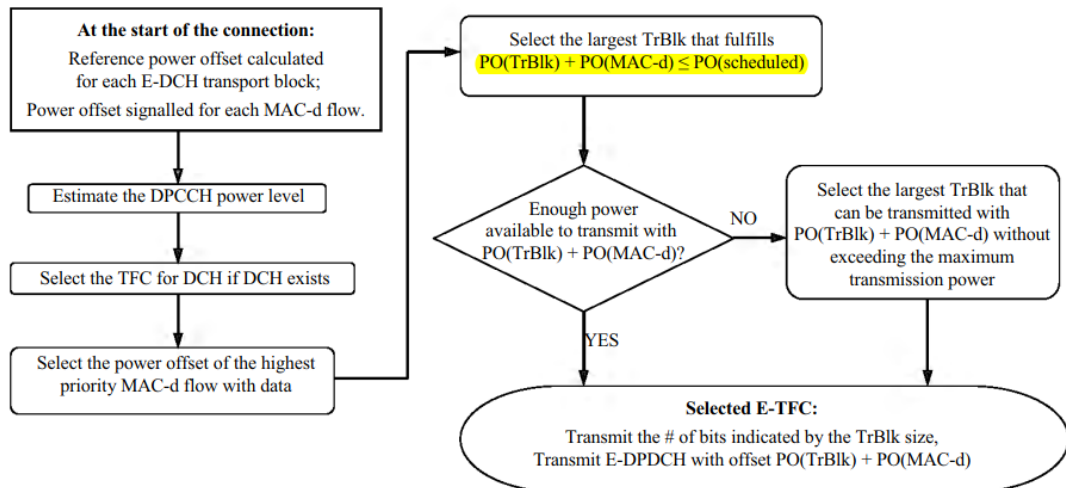 At the start of the connection:
Reference power offset calculated
for each E-DCH transport block;
Power offset signalled for each MAC-d flow.
Estimate the DPCCH power level
Select the TFC for DCH if DCH exists
Select the power offset of the highest
priority MAC-d flow with data
Select the largest TrBlk that fulfills
PO(TrBlk) + PO(MAC-d) ≤ PO(scheduled)
Enough power
available to transmit with
PO(TrBlk) + PO(MAC-d)?
NO
Select the largest TrBlk that
can be transmitted with
PO(TrBlk) + PO(MAC-d) without
exceeding the maximum
transmission power
YES
Selected E-TFC:
Transmit the # of bits indicated by the TrBlk size,
Transmit E-DPDCH with offset PO(TrBlk) + PO(MAC-d)